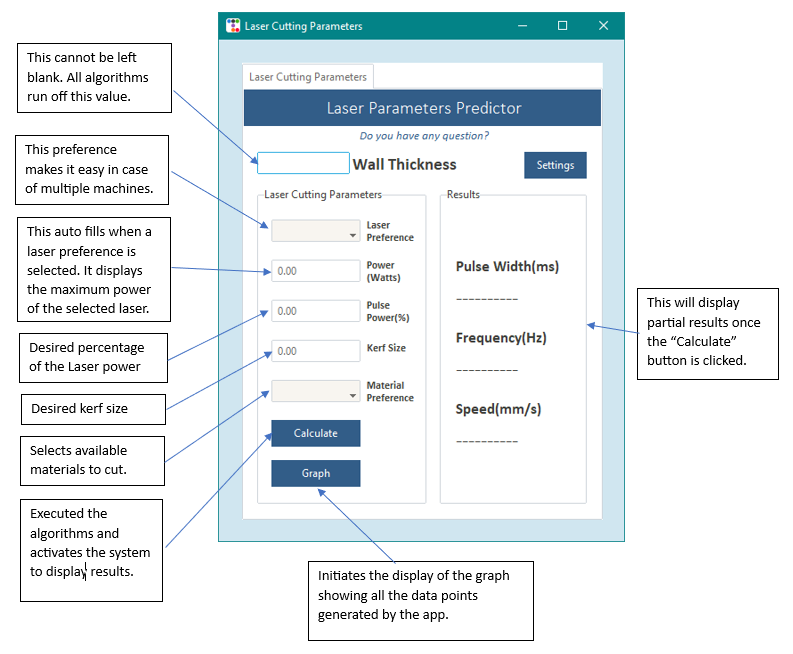 Laser Cutting Parameters
This cannot be left
blank. All algorithms
run off this value.
Laser Cutting Parameters
Laser Parameters Predictor
Do you have any question?
Wall Thickness
Settings
This preference
makes it easy in case
of multiple machines.
Laser Cutting Parameters
Results
Laser
Preference
This auto fills when a
laser preference is
selected. It displays
the maximum power
of the selected laser.
0.00
Power
(Watts)
Pulse Width(ms)
----------
0.00
Pulse
Power(%)
This will display
partial results once
the “Calculate”
button is clicked.
Desired percentage
of the Laser power
0.00
Kerf Size
Frequency(Hz)
----------
Desired kerf size
Material
Preference
Speed(mm/s)
----------
Selects available
materials to cut.
Calculate
Graph
Executed the
algorithms and
activates the system
to display results.
Initiates the display of the graph
showing all the data points
generated by the app.